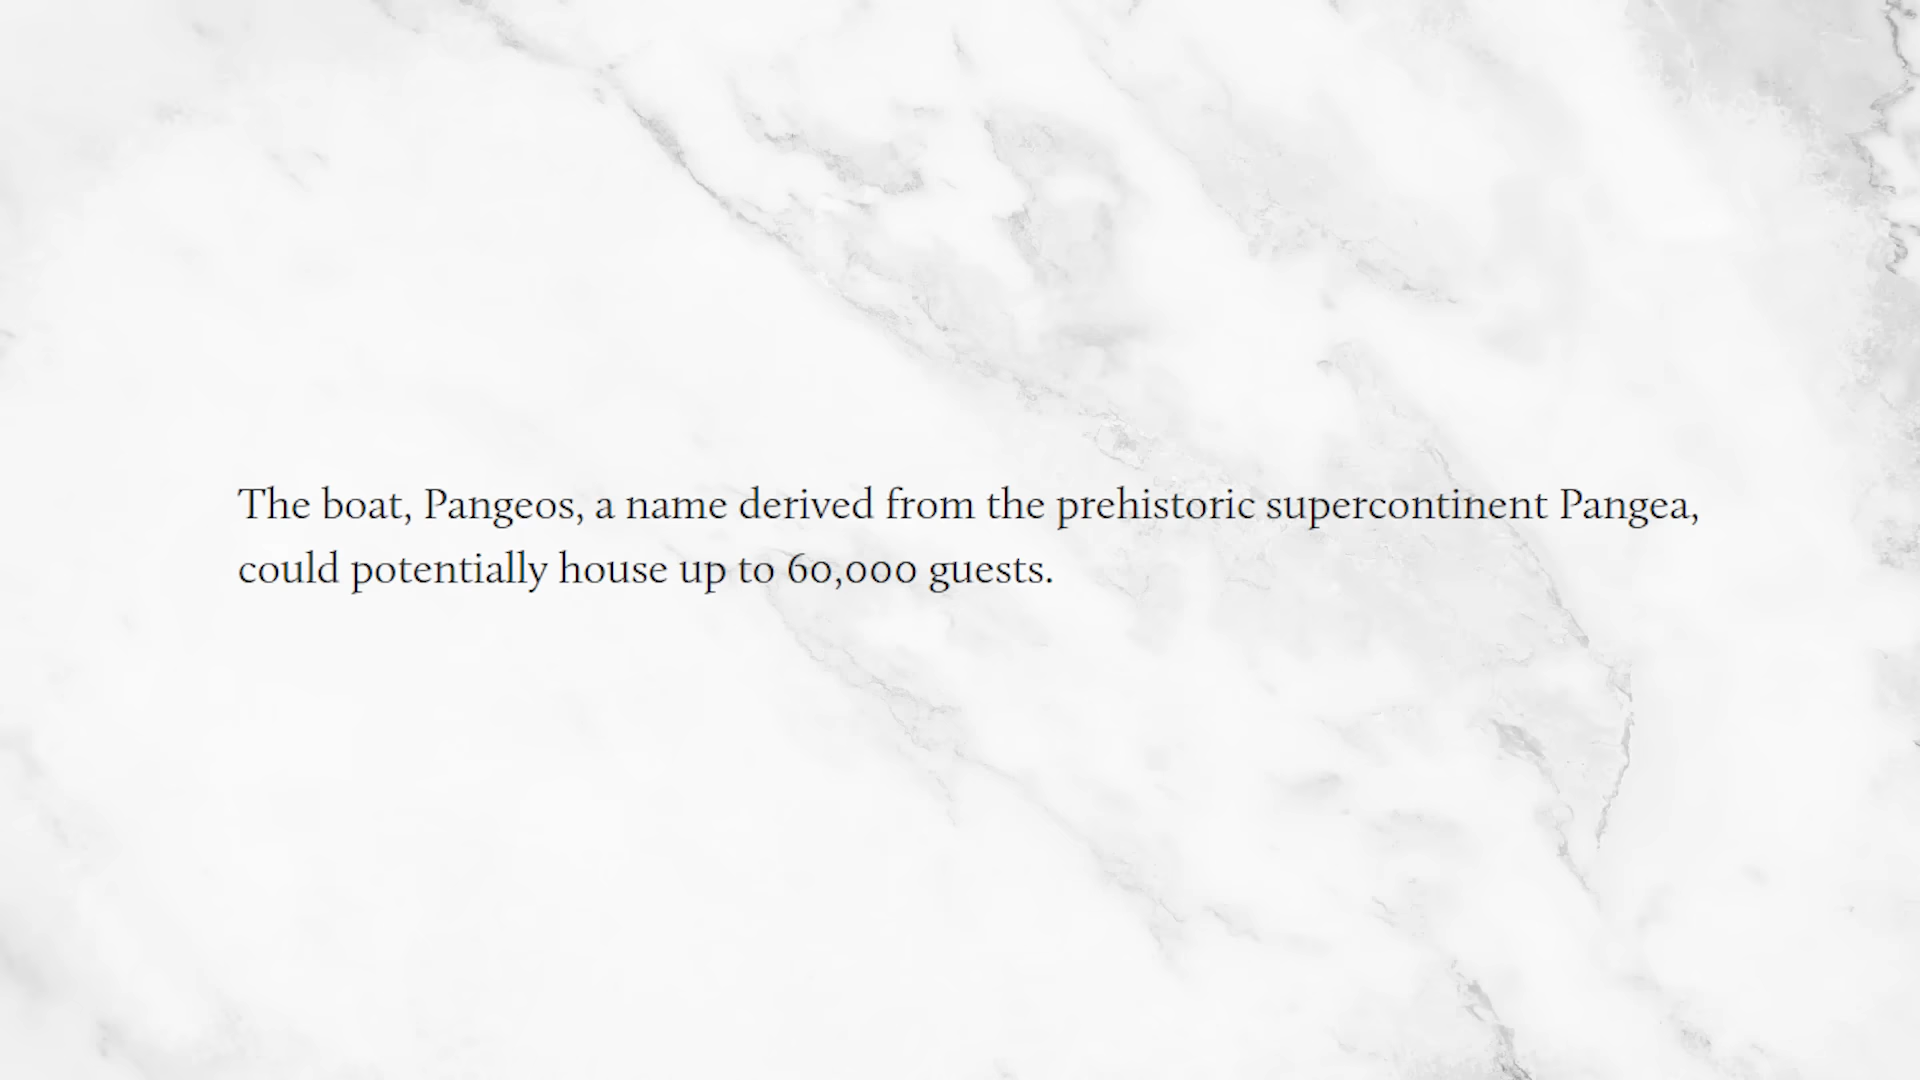 The boat, Pangeos, a name derived from the prehistoric supercontinent Pangea,
could potentially house up to 60,000 guests.